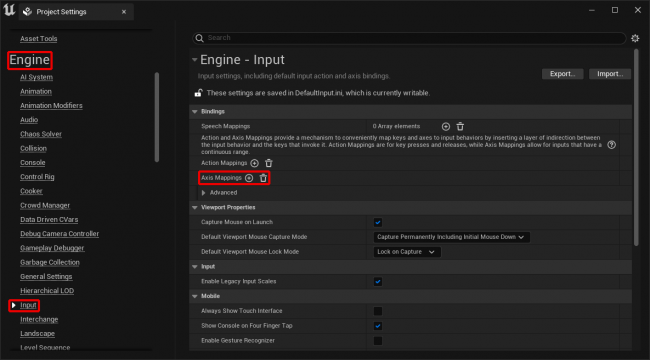 Project Settings
Asset Tools
Engine
AI System
Animation
Animation Modifiers
Audio
Chaos Solver
Collision
Console
Control Rig
Cooker
Crowd Manager
Data Driven CVars
Debug Camera Controller
Gameplay Debugger
Garbage Collection
General Settings
Hierarchical LOD
Input
Interchange
Landscape
Level Sequence
Search
Engine - Input
Input settings, including default input action and axis bindings.
Export...
Import...
These settings are saved in DefaultInput.ini, which is currently writable.
Bindings
Speech Mappings
0 Array elements
Action and Axis Mappings provide a mechanism to conveniently map keys and axes to input behaviors by inserting a layer of indirection between
the input behavior and the keys that invoke it. Action Mappings are for key presses and releases, while Axis Mappings allow for inputs that have a
continuous range.
Action Mappings
Axis Mappings
Advanced
Viewport Properties
Capture Mouse on Launch
Default Viewport Mouse Capture Mode
Capture Permanently Including Initial Mouse Down
Default Viewport Mouse Lock Mode
Lock on Capture
Input
Enable Legacy Input Scales
Mobile
Always Show Touch Interface
Show Console on Four Finger Tap
Enable Gesture Recognizer